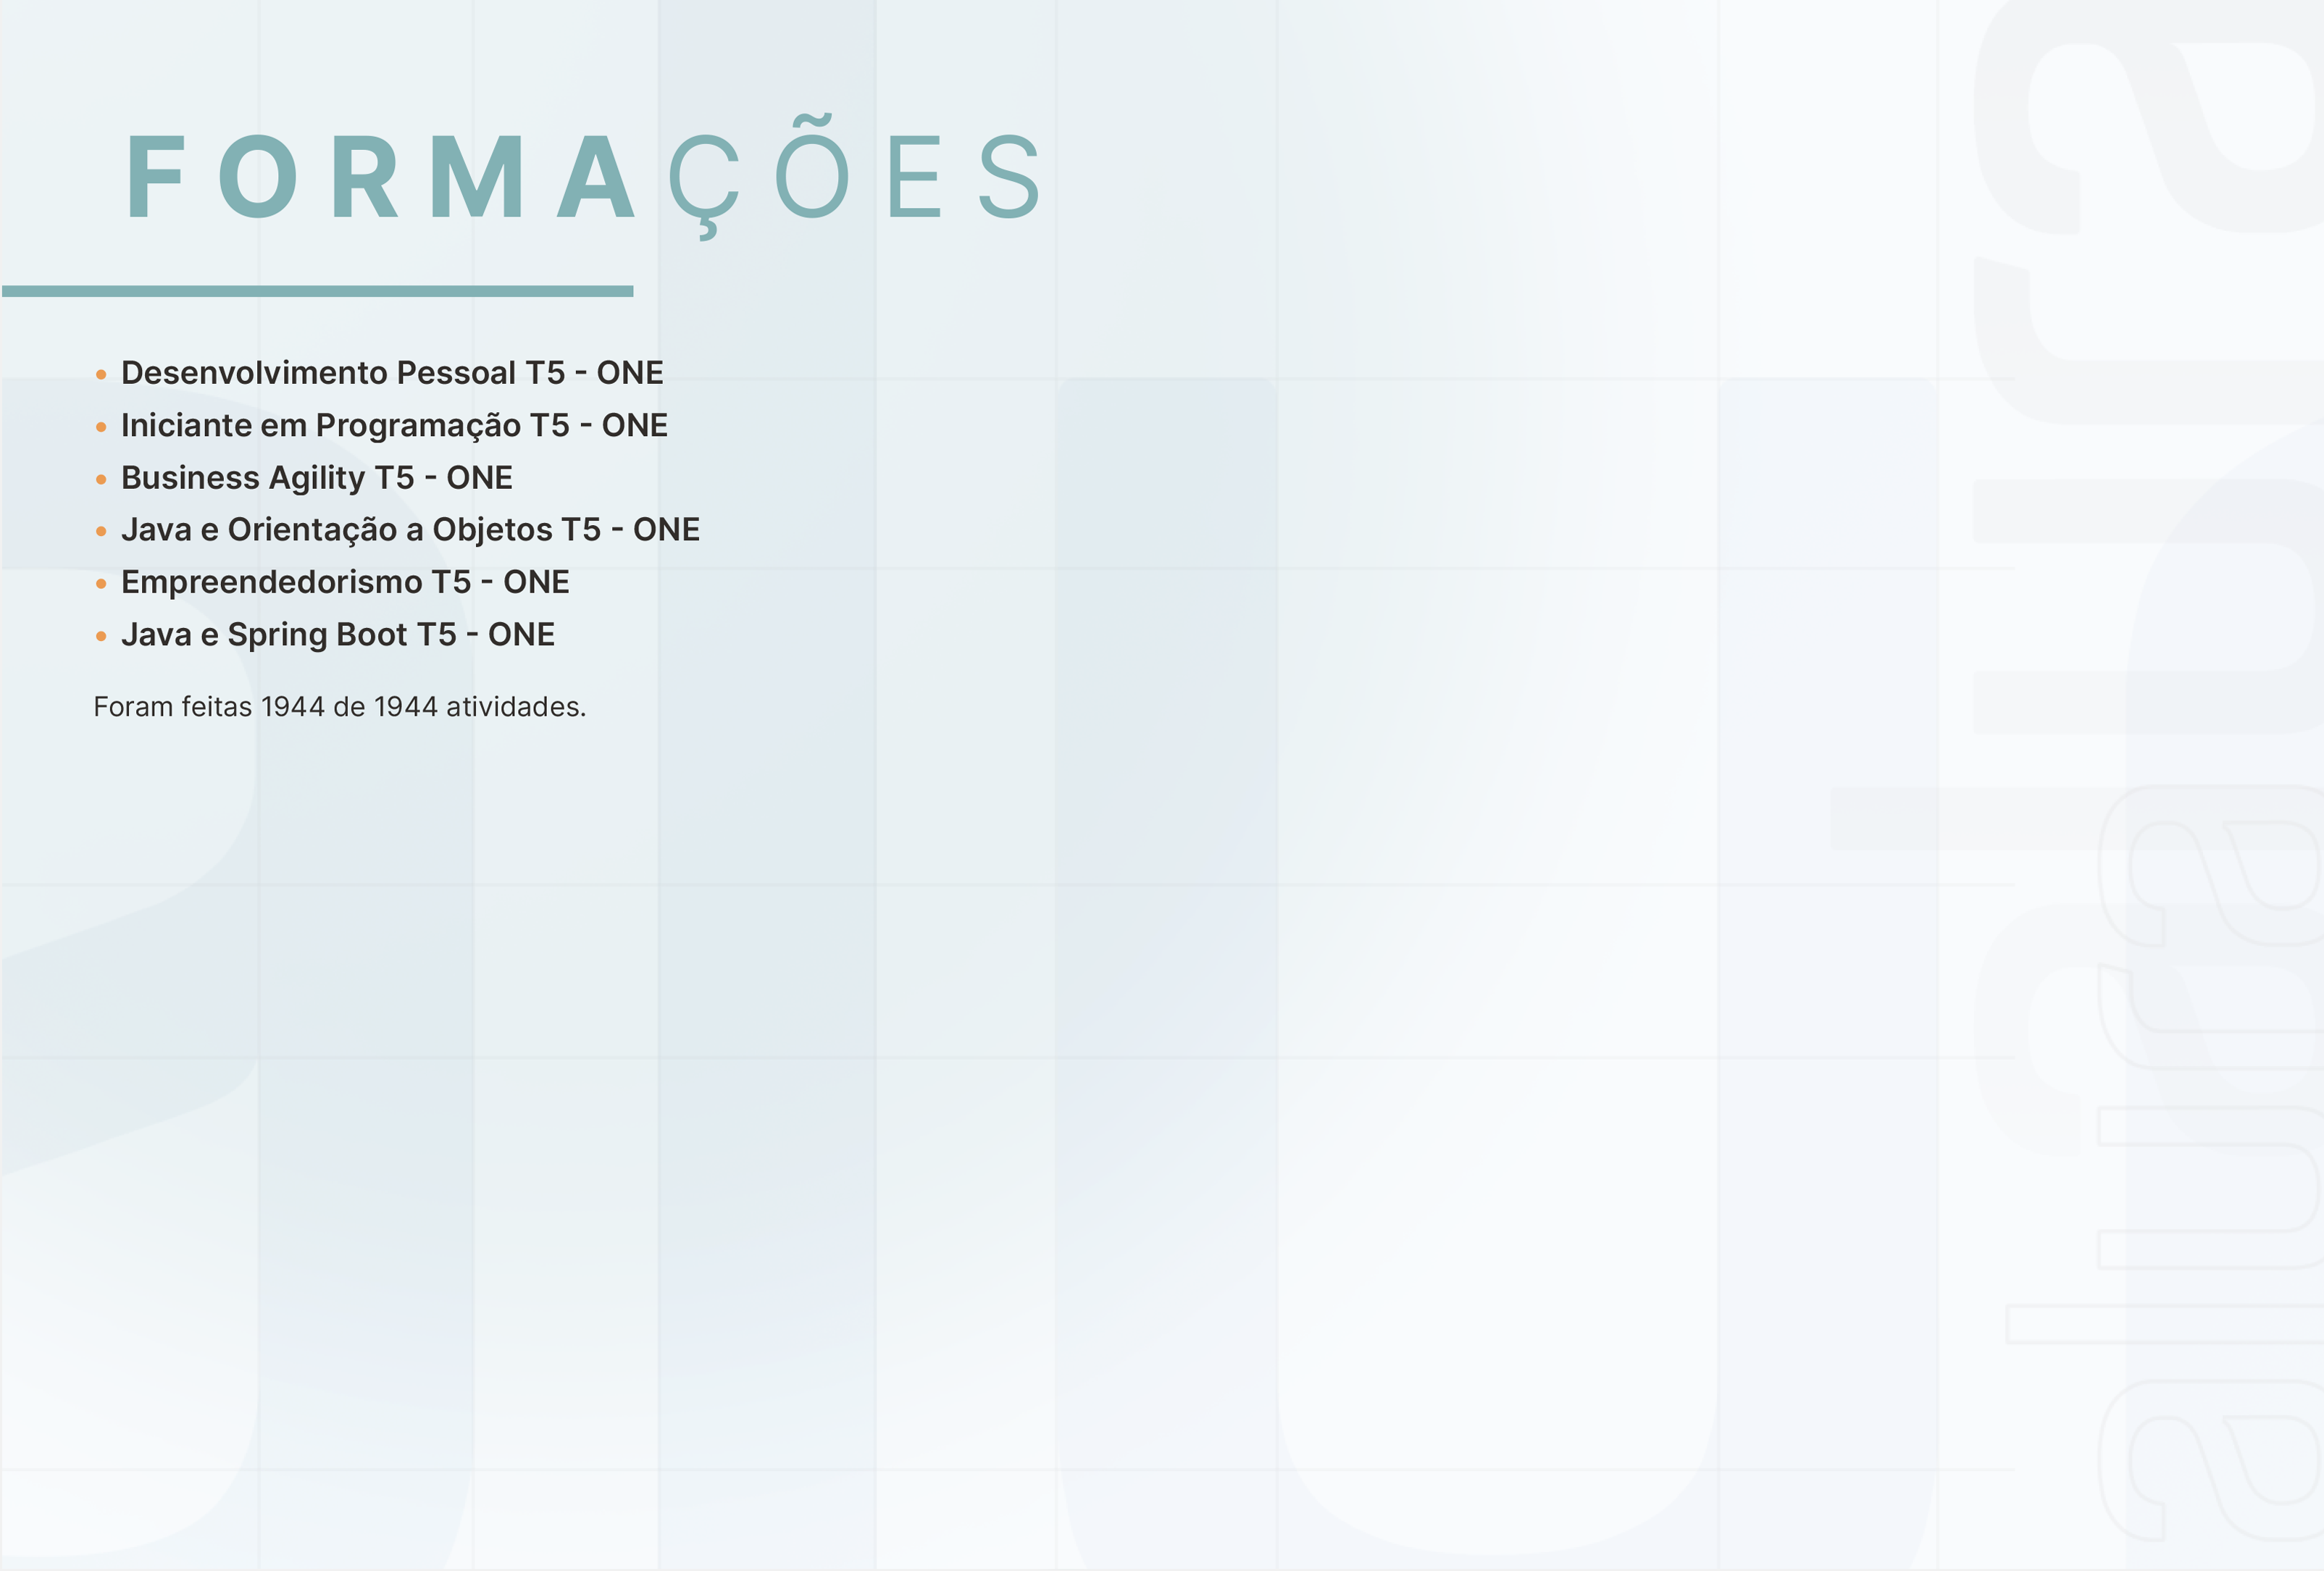 FORMAÇÕES
• Desenvolvimento Pessoal T5 - ONE
• Iniciante em Programação T5 - ONE
• Business Agility T5 - ONE
• Java e Orientação a Objetos T5 - ONE
• Empreendedorismo T5 - ONE
• Java e Spring Boot T5 - ONE
Foram feitas 1944 de 1944 atividades.
alura
alura